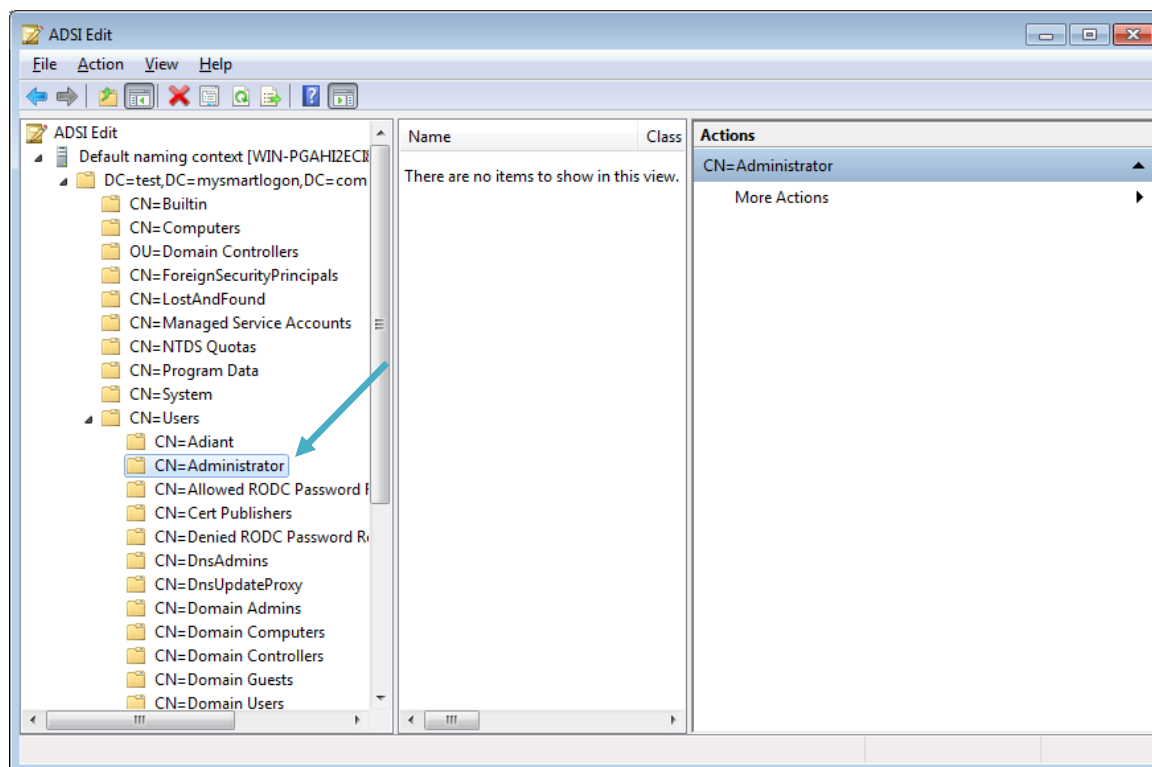 ADSI Edit
File Action View Help
ADSI Edit
Default naming context [WIN-PGAHI2ECI
DC=test,DC=mysmartlogon,DC=com
CN=Builtin
CN=Computers
OU=Domain Controllers
CN=ForeignSecurityPrincipals
CN=LostAndFound
CN=Managed Service Accounts
CN=NTDS Quotas
CN=Program Data
CN=System
CN=Users
CN=Adiant
CN=Administrator
CN=Allowed RODC Password
CN=Cert Publishers
CN=Denied RODC Password
CN=DnsAdmins
CN=DnsUpdateProxy
CN=Domain Admins
CN=Domain Computers
CN=Domain Controllers
CN=Domain Guests
CN=Domain Users
Name Class
There are no items to show in this view.
Actions
CN=Administrator
More Actions